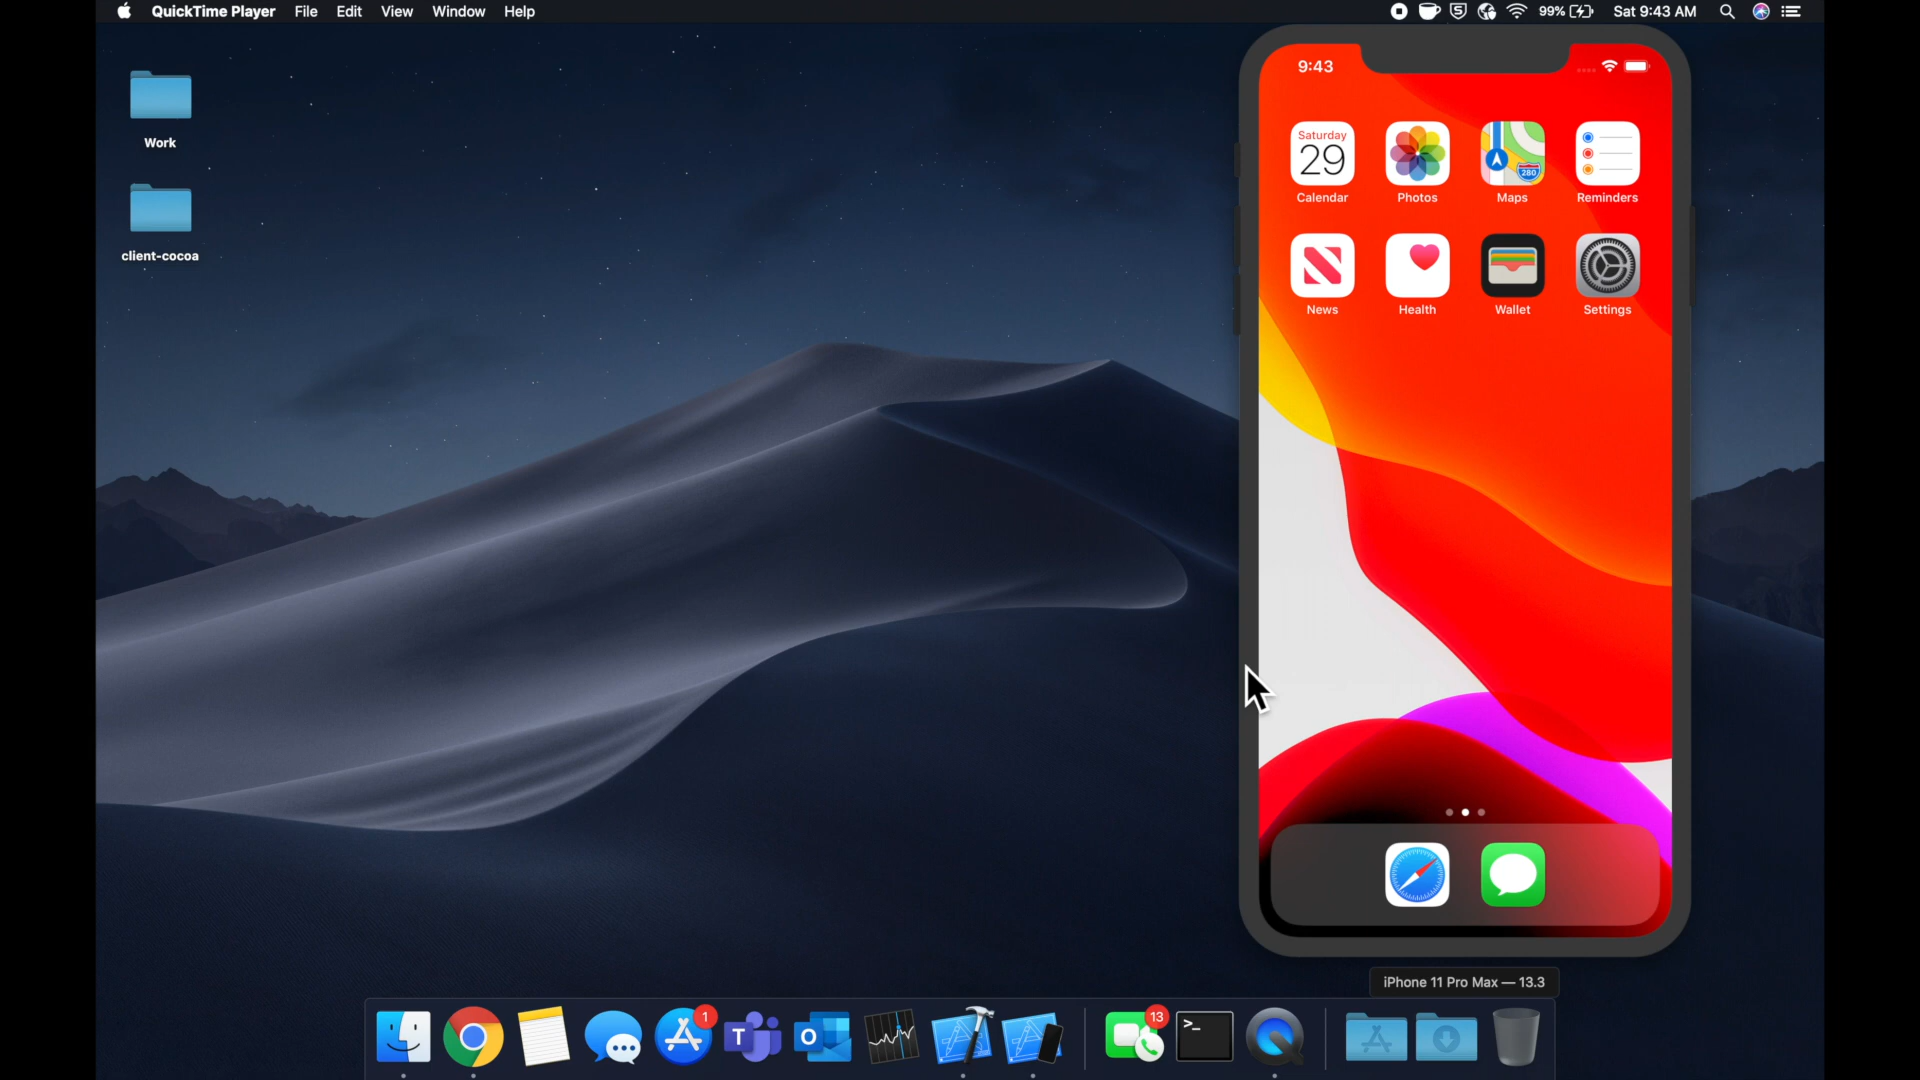 QuickTime Player File Edit View Window Help
99% Sat 9:43 AM
Work
client-cocoa
9:43
Saturday
29
280
Calendar Photos Maps Reminders
News Health Wallet Settings
iPhone 11 Pro Max — 13.3
1
T
O
13
>_